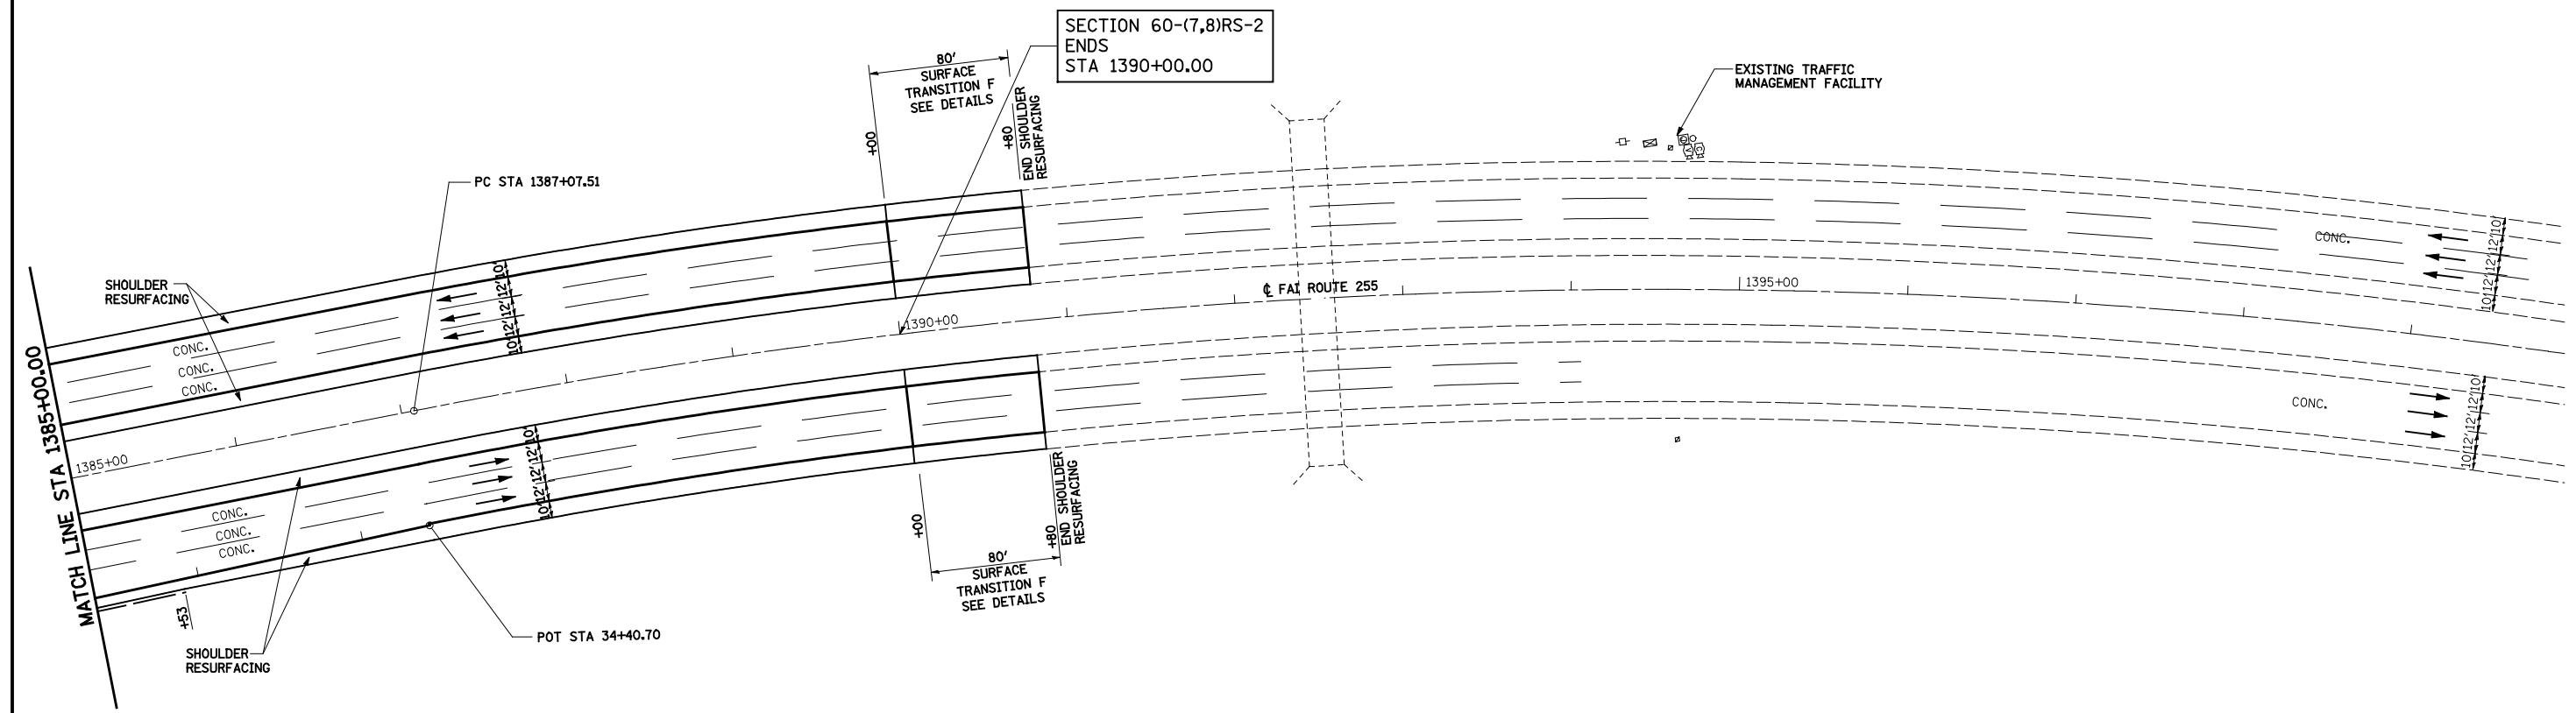 SECTION 60-(7,8)RS-2
ENDS
STA 1390+00.00
80'
SURFACE
TRANSITION F
SEE DETAILS
+00
+80
END SHOULDER
RESURFACING
EXISTING TRAFFIC
MANAGEMENT FACILITY
PC STA 1387+07.51
SHOULDER
RESURFACING
10'
12'
12'
12'
10'
CONC.
CONC.
CONC.
CONC.
10'
12'
12'
12'
10'
℄ FAI ROUTE 255
1395+00
1390+00
1385+00
MATCH LINE STA 1385+00.00
10'
12'
12'
12'
10'
CONC.
10'
12'
12'
12'
10'
CONC.
CONC.
CONC.
+00
+80
END SHOULDER
RESURFACING
80'
SURFACE
TRANSITION F
SEE DETAILS
+53
SHOULDER
RESURFACING
POT STA 34+40.70